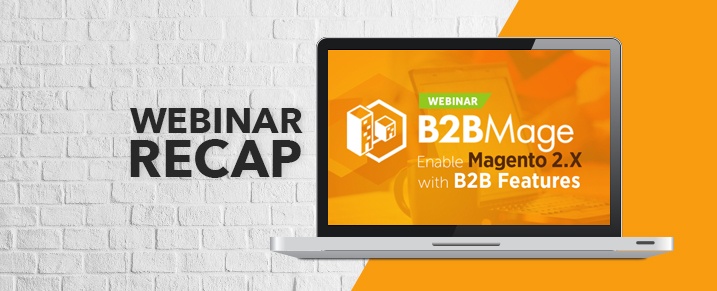 WEBINAR
RECAP
WEBINAR
B2BMage
Enable Magento 2.X
with B2B Features